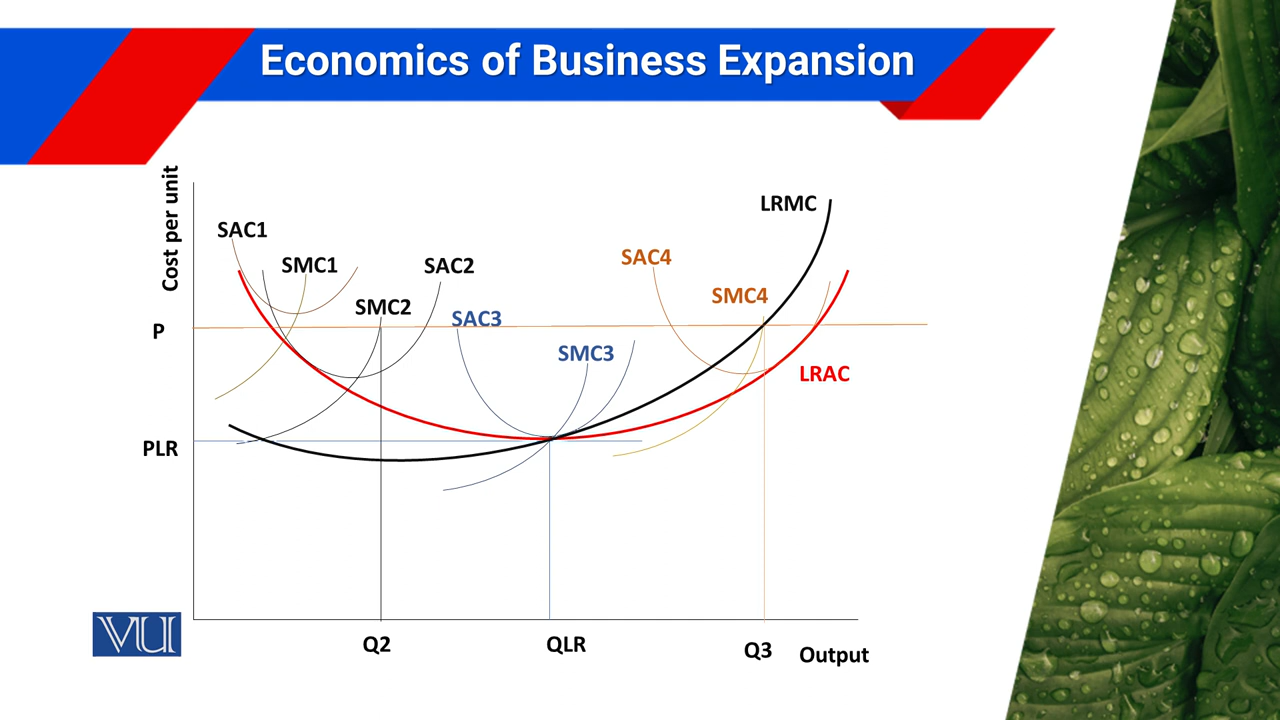 Economics of Business Expansion
Cost per unit
LRMC
SAC1
SMC1
SAC2
SAC4
SMC4
SMC2
SAC3
P
SMC3
LRAC
PLR
VU
Q2
QLR
Q3
Output